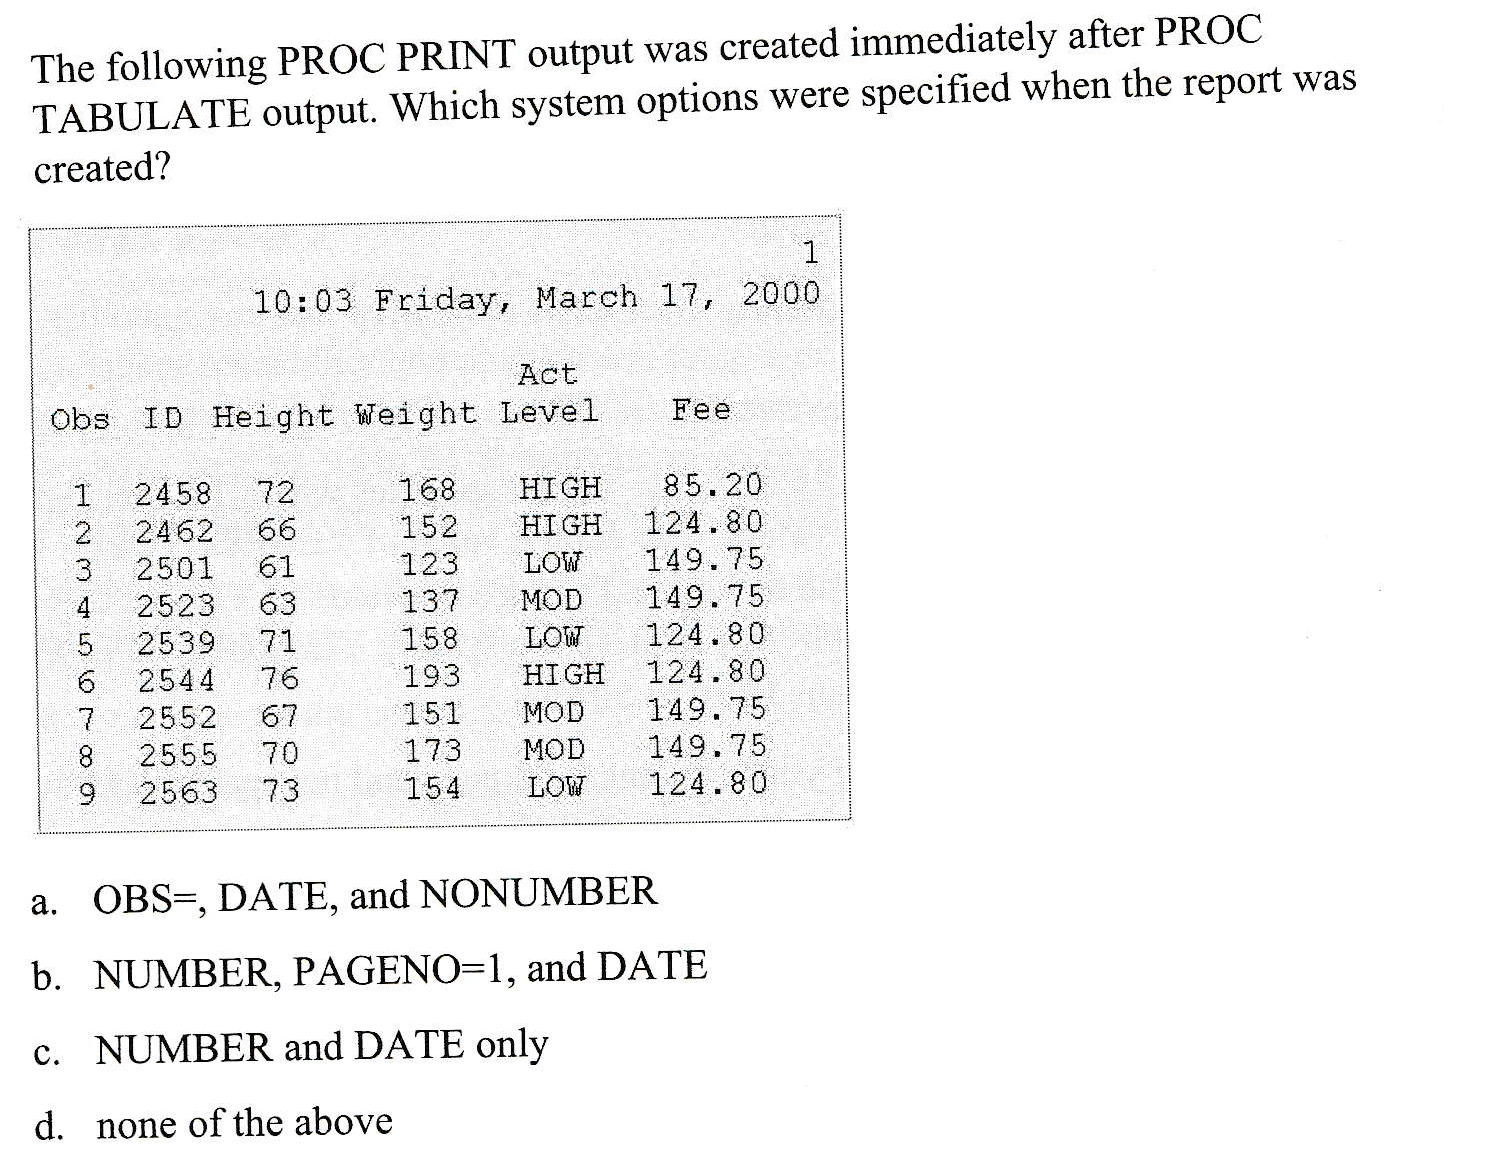 The following PROC PRINT output was created immediately after PROC
TABULATE output. Which system options were specified when the report was
created?
1
10:03 Friday, March 17, 2000
Act
Obs ID Height Weight Level Fee
1 2458 72 168 HIGH 85.20
2 2462 66 152 HIGH 124.80
3 2501 61 123 LOW 149.75
4 2523 63 137 MOD 149.75
5 2539 71 158 LOW 124.80
6 2544 76 193 HIGH 124.80
7 2552 67 151 MOD 149.75
8 2555 70 173 MOD 149.75
9 2563 73 154 LOW 124.80
a. OBS=, DATE, and NONUMBER
b. NUMBER, PAGENO=1, and DATE
c. NUMBER and DATE only
d. none of the above